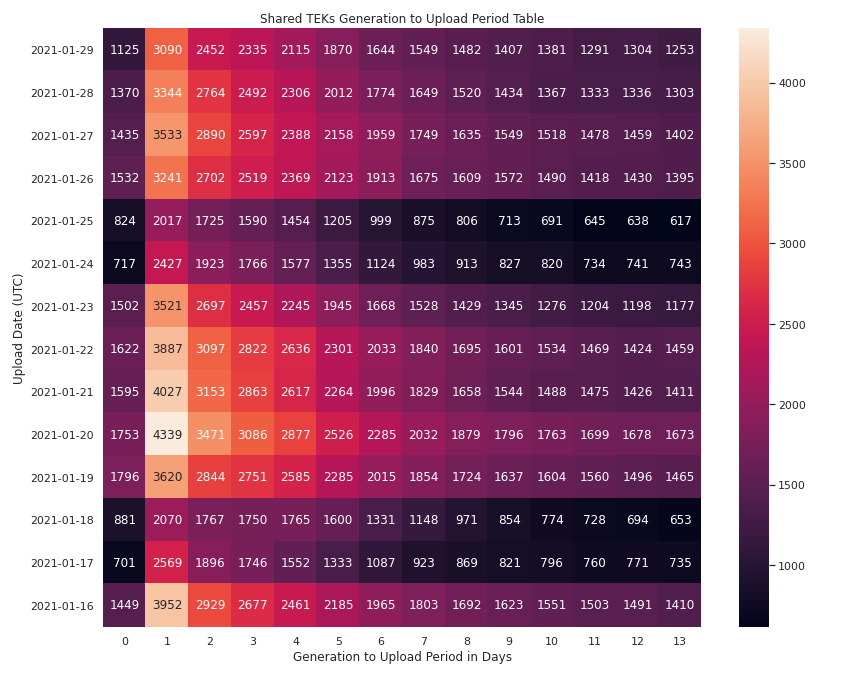 Shared TEKs Generation to Upload Period Table
Upload Date (UTC)
2021-01-29 1125 3090 2452 2335 2115 1870 1644 1549 1482 1407 1381 1291 1304 1253
2021-01-28 1370 3344 2764 2492 2306 2012 1774 1649 1520 1434 1367 1333 1336 1303
2021-01-27 1435 3533 2890 2597 2388 2158 1959 1749 1635 1549 1518 1478 1459 1402
2021-01-26 1532 3241 2702 2519 2369 2123 1913 1675 1609 1572 1490 1418 1430 1395
2021-01-25 824 2017 1725 1590 1454 1205 999 875 806 713 691 645 638 617
2021-01-24 717 2427 1923 1766 1577 1355 1124 983 913 827 820 734 741 743
2021-01-23 1502 3521 2697 2457 2245 1945 1668 1528 1429 1345 1276 1204 1198 1177
2021-01-22 1622 3887 3097 2822 2636 2301 2033 1840 1695 1601 1534 1469 1424 1459
2021-01-21 1595 4027 3153 2863 2617 2264 1996 1829 1658 1544 1488 1475 1426 1411
2021-01-20 1753 4339 3471 3086 2877 2526 2285 2032 1879 1796 1763 1699 1678 1673
2021-01-19 1796 3620 2844 2751 2585 2285 2015 1854 1724 1637 1604 1560 1496 1465
2021-01-18 881 2070 1767 1750 1765 1600 1331 1148 971 854 774 728 694 653
2021-01-17 701 2569 1896 1746 1552 1333 1087 923 869 821 796 760 771 735
2021-01-16 1449 3952 2929 2677 2461 2185 1965 1803 1692 1623 1551 1503 1491 1410
0 1 2 3 4 5 6 7 8 9 10 11 12 13
Generation to Upload Period in Days
4000
3500
3000
2500
2000
1500
1000